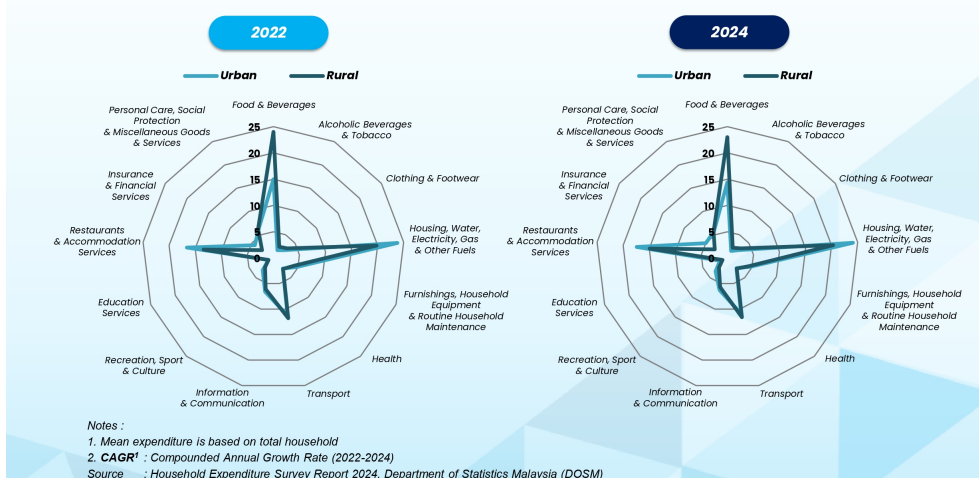 2022
Urban
Rural
Food & Beverages
Alcoholic Beverages
& Tobacco
Clothing & Footwear
Housing, Water,
Electricity, Gas
& Other Fuels
Furnishings, Household
Equipment
& Routine Household
Maintenance
Health
Transport
Information
& Communication
Recreation, Sport
& Culture
Education
Services
Restaurants
& Accommodation
Services
Insurance
& Financial
Services
Personal Care, Social
Protection
& Miscellaneous Goods
& Services
25
20
15
10
5
0
2024
Urban
Rural
Food & Beverages
Alcoholic Beverages
& Tobacco
Clothing & Footwear
Housing, Water,
Electricity, Gas
& Other Fuels
Furnishings, Household
Equipment
& Routine Household
Maintenance
Health
Transport
Information
& Communication
Recreation, Sport
& Culture
Education
Services
Restaurants
& Accommodation
Services
Insurance
& Financial
Services
Personal Care, Social
Protection
& Miscellaneous Goods
& Services
25
20
15
10
5
0
Notes :
1. Mean expenditure is based on total household
2. CAGR¹ : Compounded Annual Growth Rate (2022-2024)
Source : Household Expenditure Survey Report 2024, Department of Statistics Malaysia (DOSM)